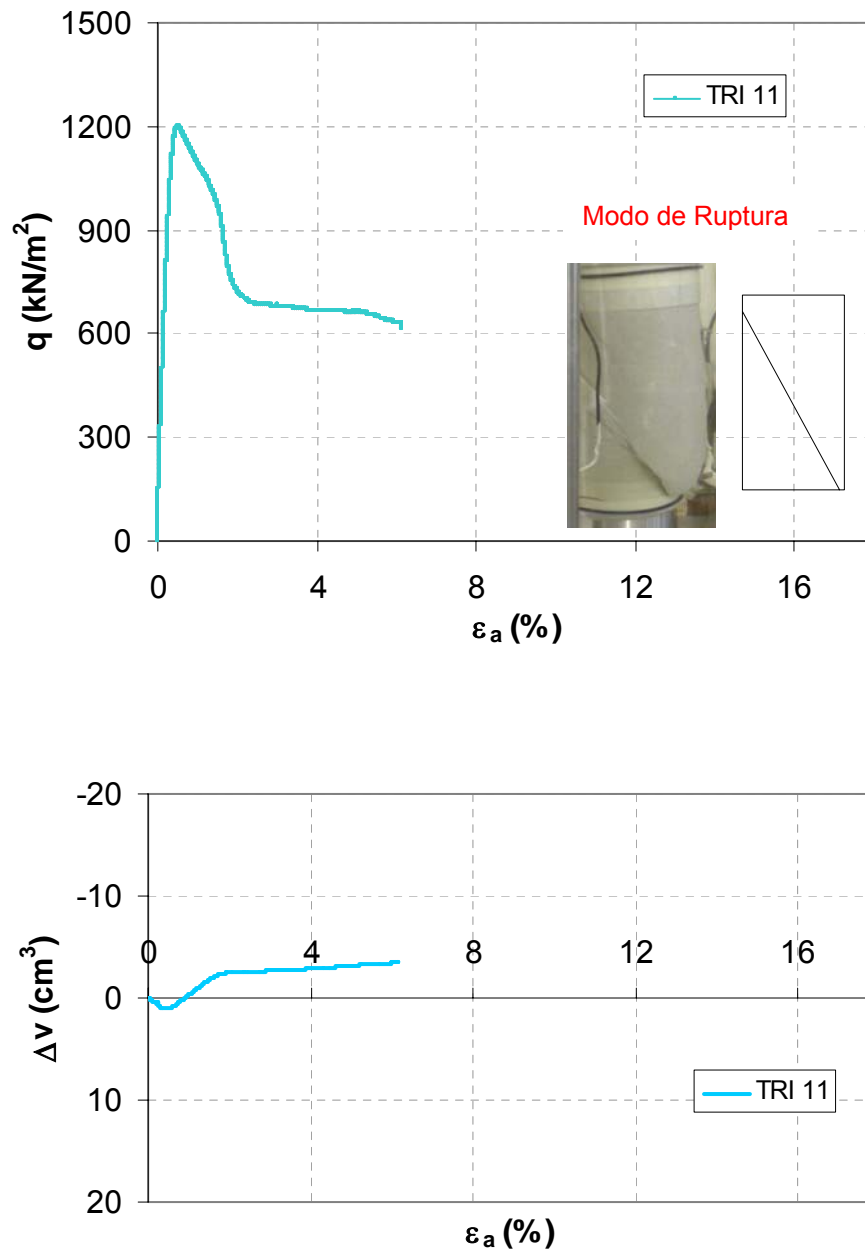 1500
1200
900
600
300
0
q (kN/m²)
TRI 11
Modo de Ruptura
0 4 8 12 16
εa (%)
-20
-10
0
10
20
Δv (cm³)
0 4 8 12 16
TRI 11
εa (%)